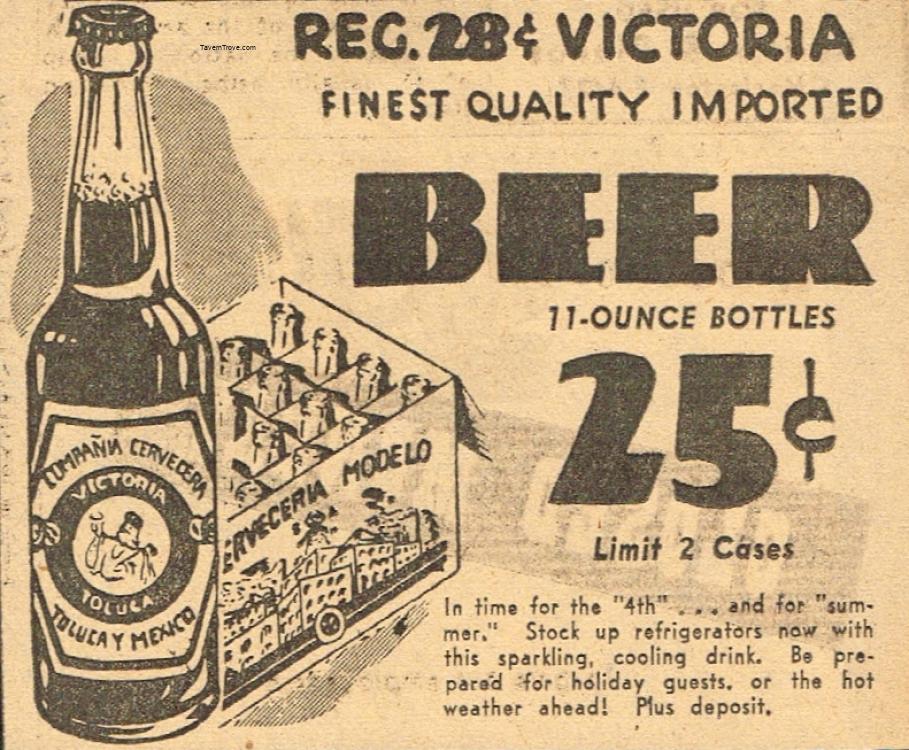 TavernTrove.com
REG. 28¢ VICTORIA
FINEST QUALITY IMPORTED
BEER
11-OUNCE BOTTLES
25¢
Limit 2 Cases
In time for the "4th" . . . and for "sum-
mer." Stock up refrigerators now with
this sparkling, cooling drink. Be pre-
pared for holiday guests, or the hot
weather ahead! Plus deposit.
COMPAÑIA CERVECERA
VICTORIA
TOLUCA
TOLUCA Y MEXICO
ERVECERIA MODELO